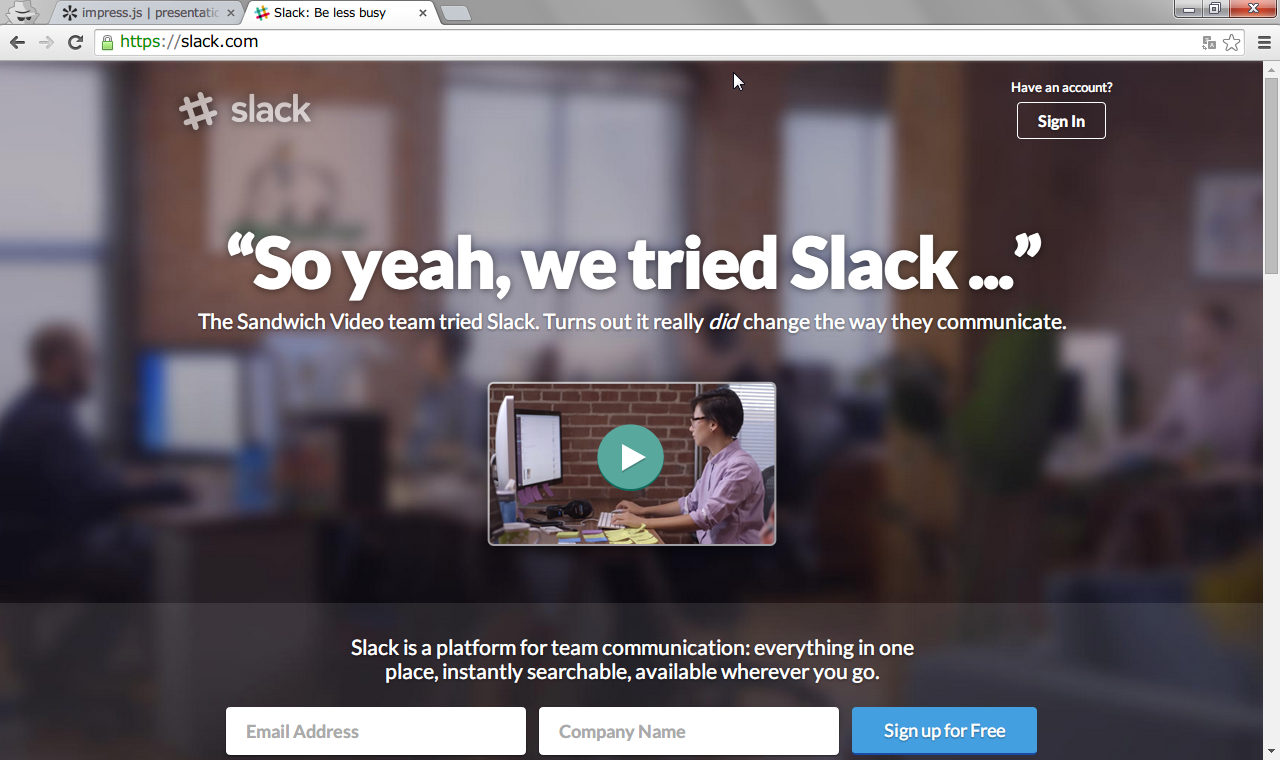 impress.js | presentatio
Slack: Be less busy
https://slack.com
slack
Have an account?
Sign In
“So yeah, we tried Slack ...”
The Sandwich Video team tried Slack. Turns out it really did change the way they communicate.
Slack is a platform for team communication: everything in one
place, instantly searchable, available wherever you go.
Email Address
Company Name
Sign up for Free